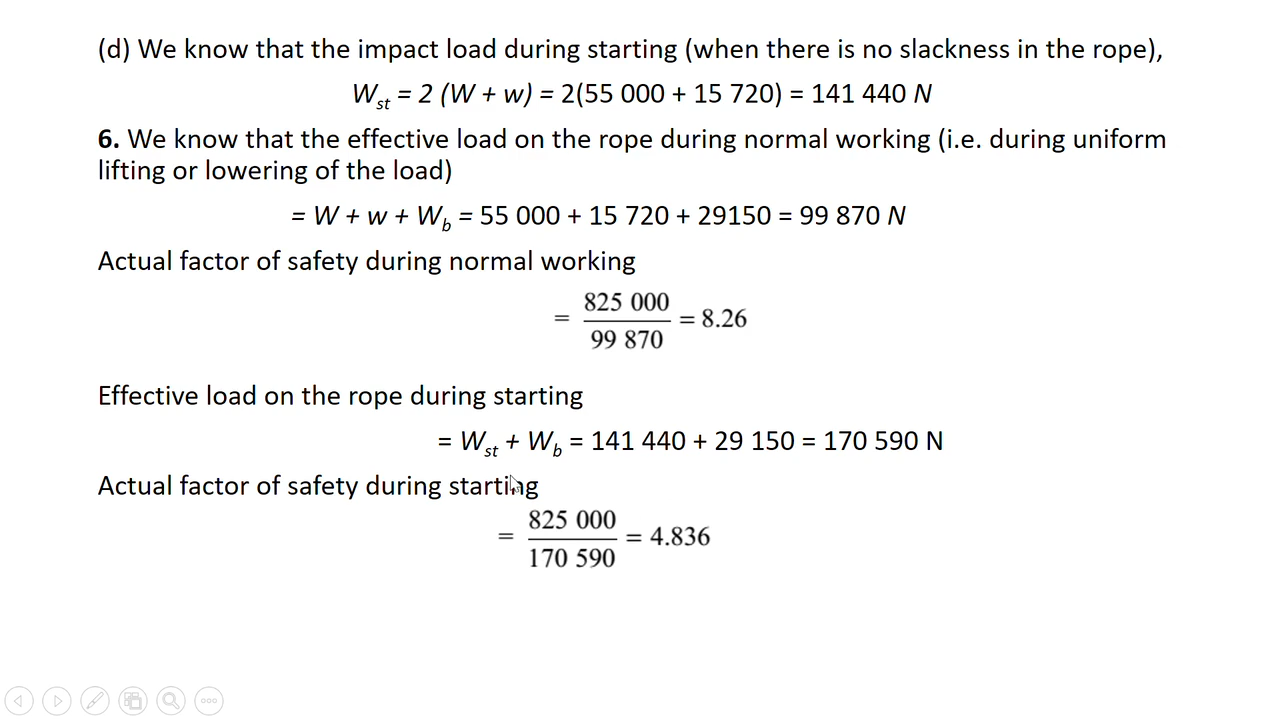 (d) We know that the impact load during starting (when there is no slackness in the rope),
Wst = 2 (W + w) = 2(55 000 + 15 720) = 141 440 N
6. We know that the effective load on the rope during normal working (i.e. during uniform
lifting or lowering of the load)
= W + w + Wb = 55 000 + 15 720 + 29150 = 99 870 N
Actual factor of safety during normal working
= 825 000 / 99 870 = 8.26
Effective load on the rope during starting
= Wst + Wb = 141 440 + 29 150 = 170 590 N
Actual factor of safety during starting
= 825 000 / 170 590 = 4.836